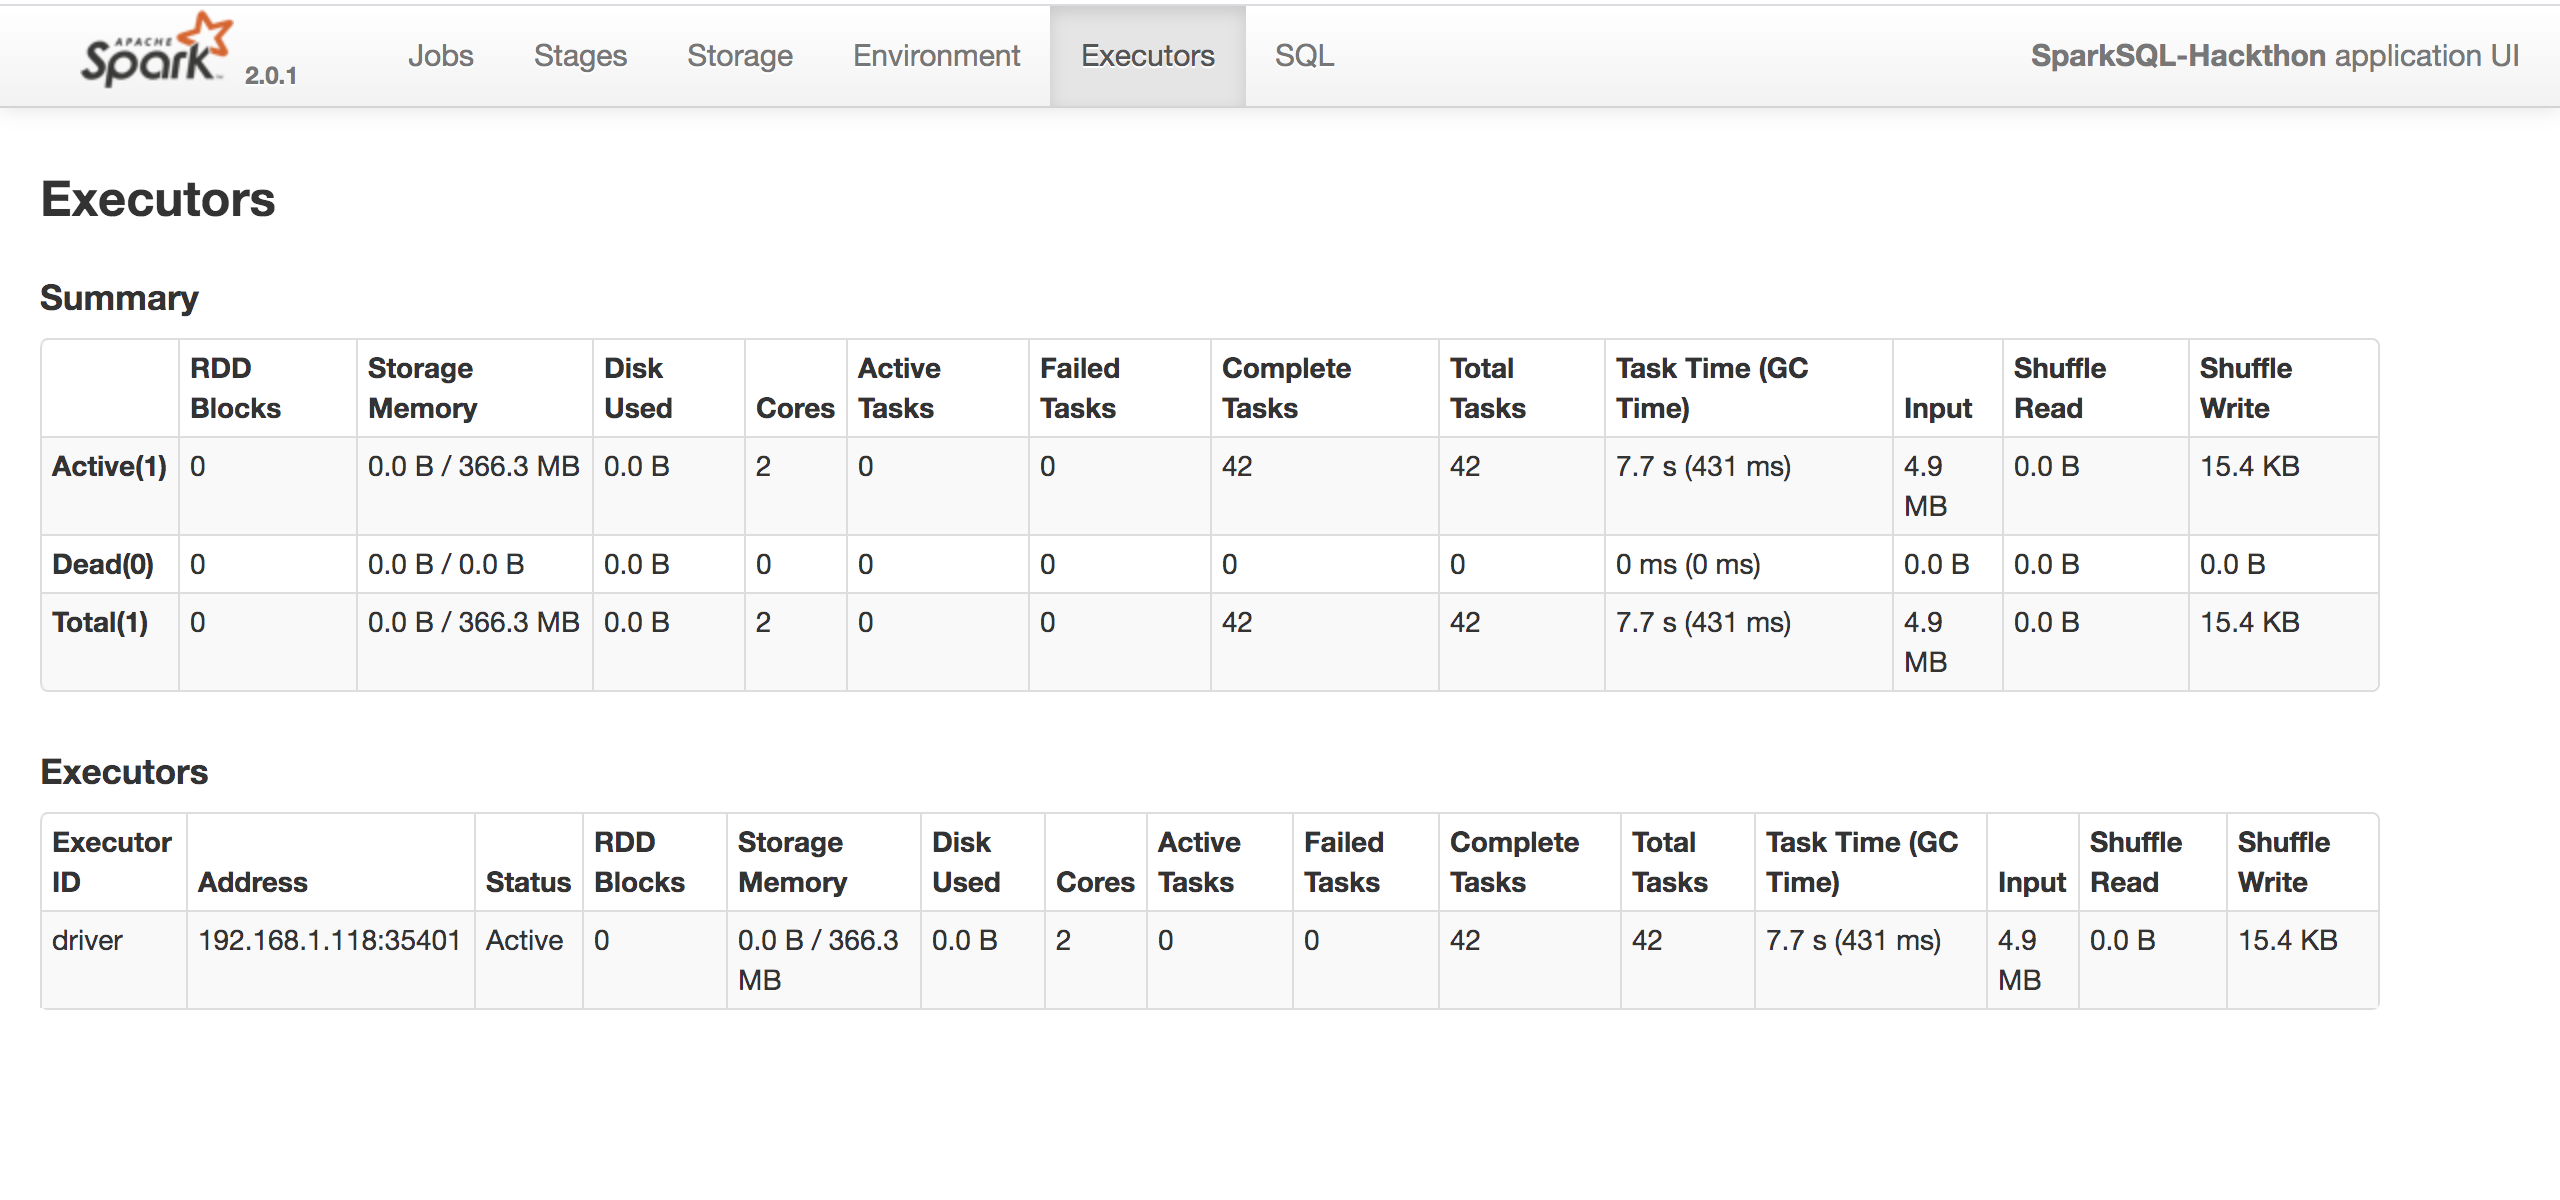 APACHE
Spark 2.0.1 Jobs Stages Storage Environment Executors SQL SparkSQL-Hackthon application UI
Executors
Summary
RDD Blocks Storage Memory Disk Used Cores Active Tasks Failed Tasks Complete Tasks Total Tasks Task Time (GC Time) Input Shuffle Read Shuffle Write
Active(1) 0 0.0 B / 366.3 MB 0.0 B 2 0 0 42 42 7.7 s (431 ms) 4.9 MB 0.0 B 15.4 KB
Dead(0) 0 0.0 B / 0.0 B 0.0 B 0 0 0 0 0 0 ms (0 ms) 0.0 B 0.0 B 0.0 B
Total(1) 0 0.0 B / 366.3 MB 0.0 B 2 0 0 42 42 7.7 s (431 ms) 4.9 MB 0.0 B 15.4 KB
Executors
Executor ID Address Status RDD Blocks Storage Memory Disk Used Cores Active Tasks Failed Tasks Complete Tasks Total Tasks Task Time (GC Time) Input Shuffle Read Shuffle Write
driver 192.168.1.118:35401 Active 0 0.0 B / 366.3 MB 0.0 B 2 0 0 42 42 7.7 s (431 ms) 4.9 MB 0.0 B 15.4 KB